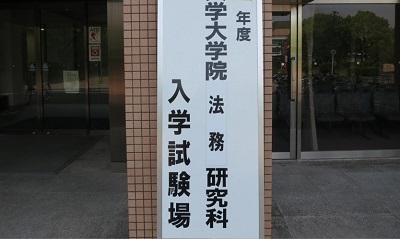 年度
学大学院 法務 研究科
入学試験場